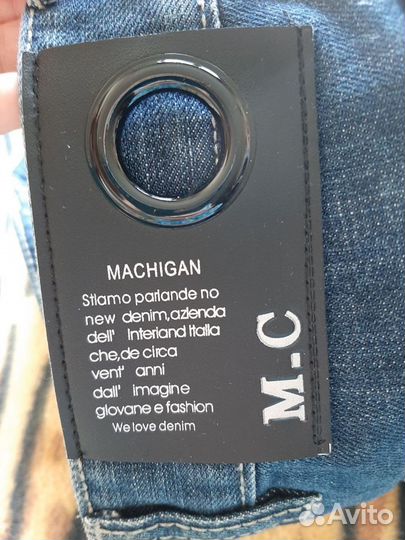 MACHIGAN
Stlamo parlande no
new denim,azlenda
dell' Interland Italla
che,de circa
vent' anni
dall' imagine
glovane e fashion
We love denim
M.C
Avito